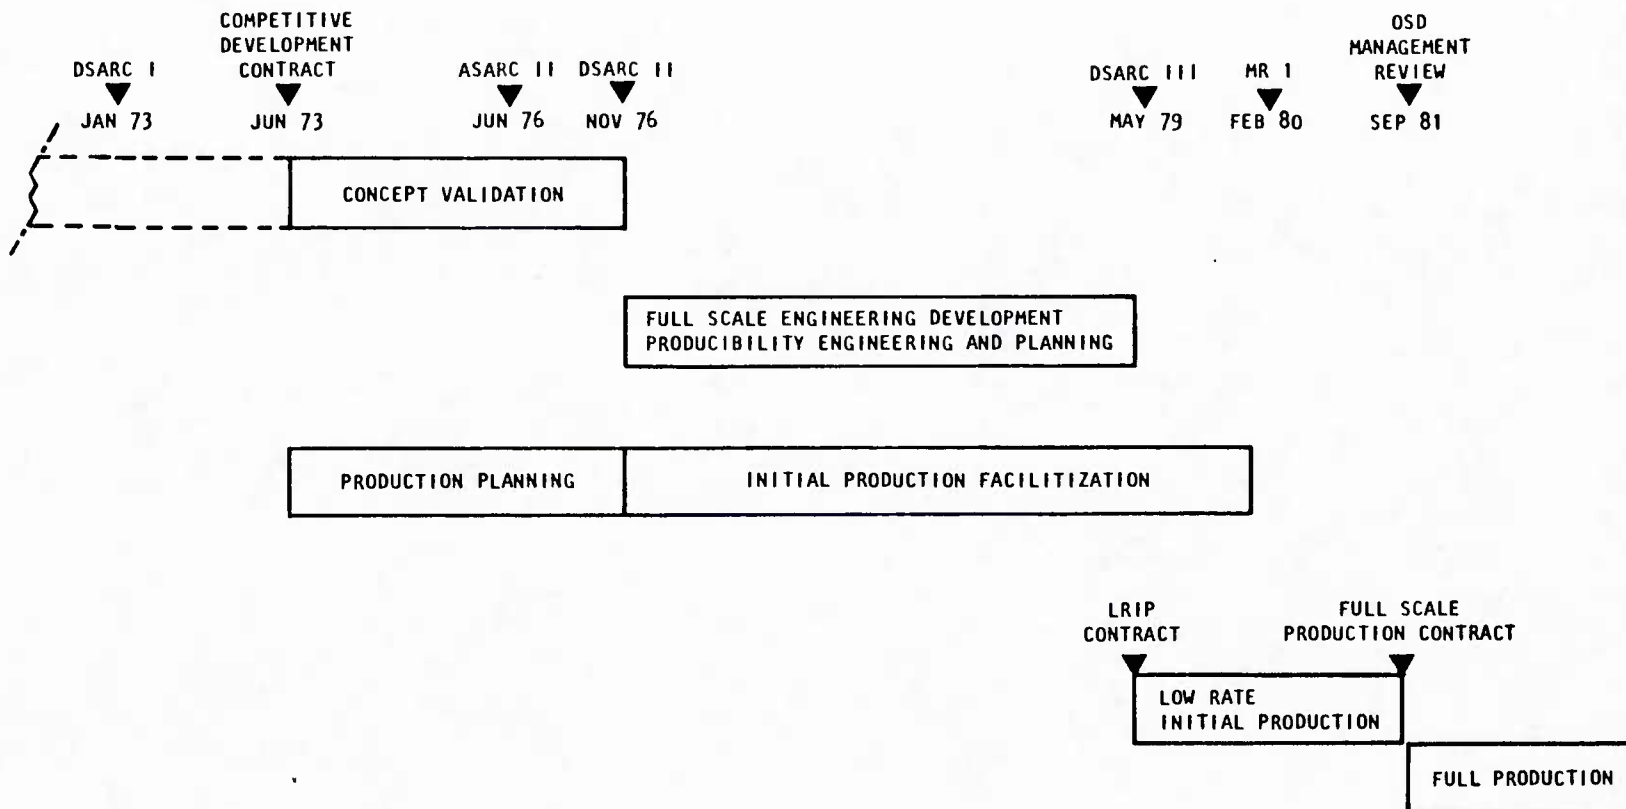 COMPETITIVE
DEVELOPMENT
CONTRACT
OSD
MANAGEMENT
REVIEW
DSARC I
ASARC II
DSARC II
DSARC III
MR 1
JAN 73
JUN 73
JUN 76
NOV 76
MAY 79
FEB 80
SEP 81
CONCEPT VALIDATION
FULL SCALE ENGINEERING DEVELOPMENT
PRODUCIBILITY ENGINEERING AND PLANNING
PRODUCTION PLANNING
INITIAL PRODUCTION FACILITIZATION
LRIP
CONTRACT
FULL SCALE
PRODUCTION CONTRACT
LOW RATE
INITIAL PRODUCTION
FULL PRODUCTION